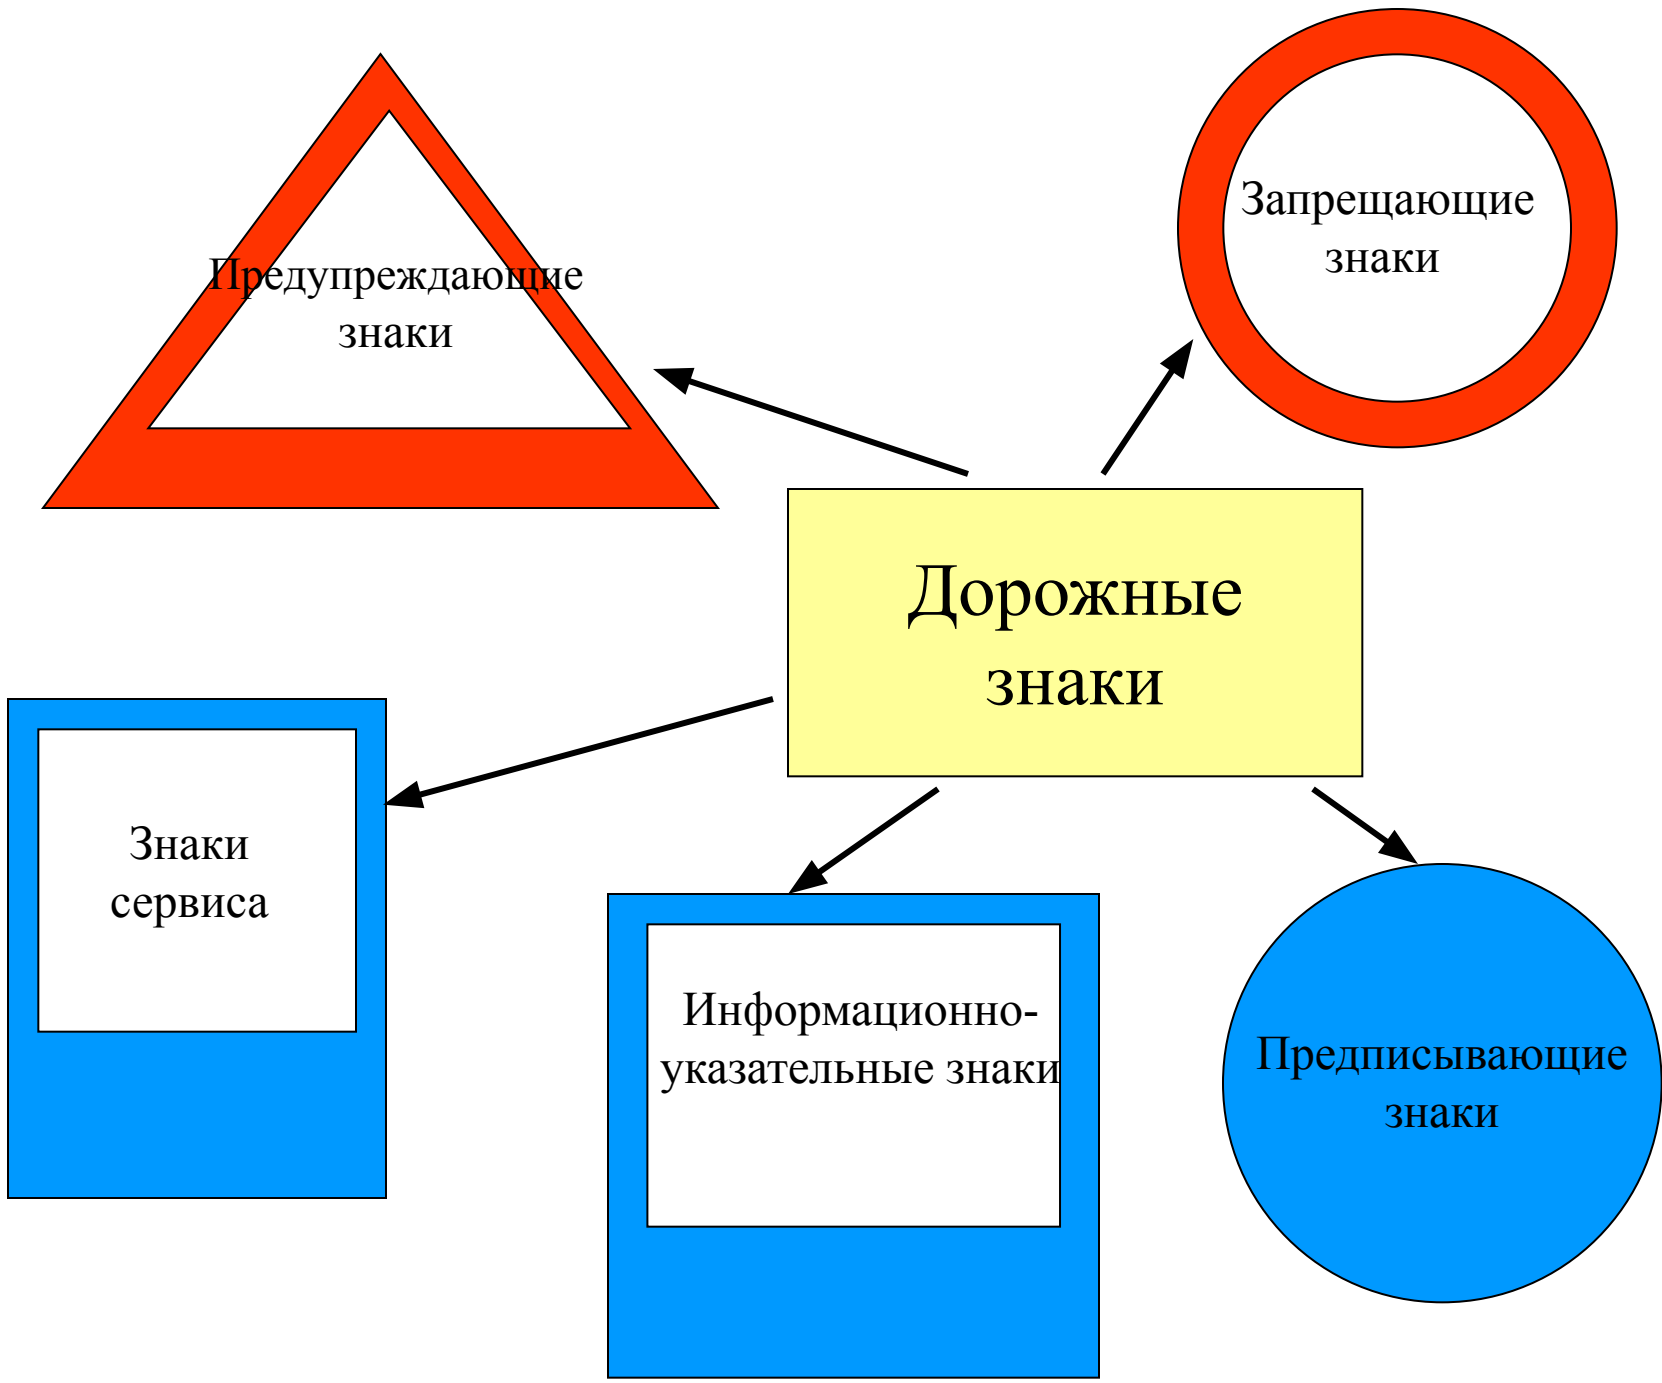 Запрещающие
знаки
Предупреждающие
знаки
Дорожные
знаки
Знаки
сервиса
Информационно-
указательные знаки
Предписывающие
знаки